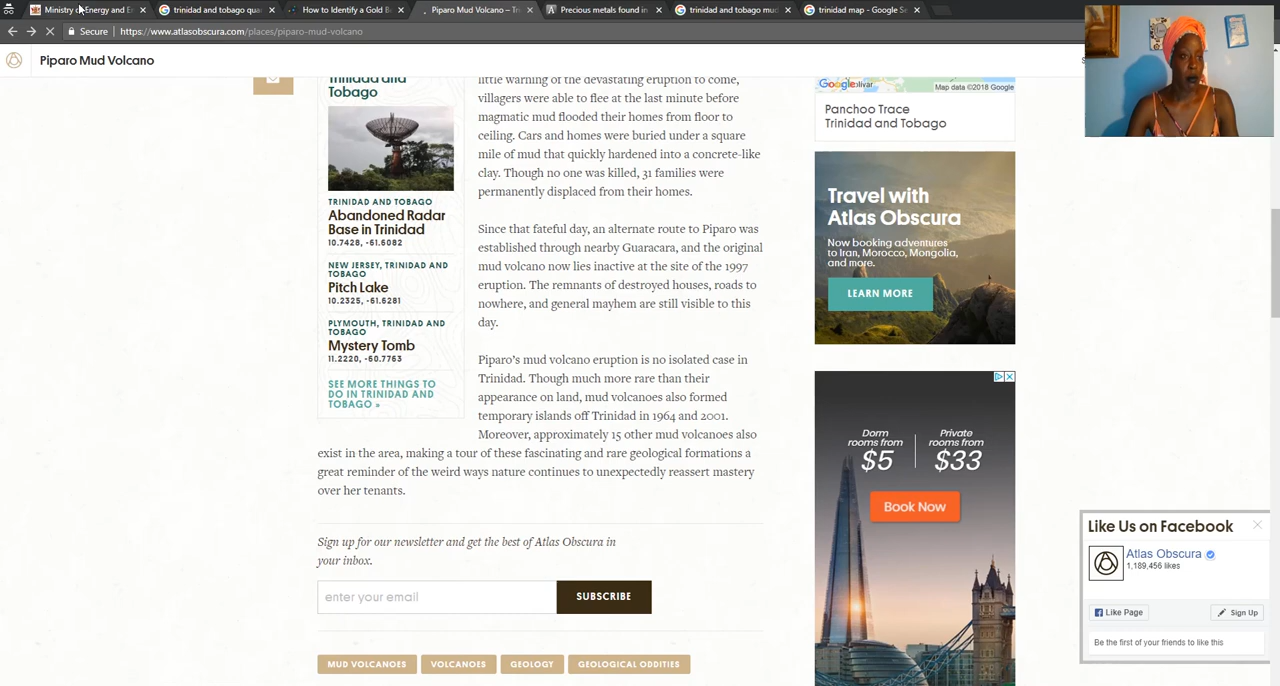 Ministry of Energy and E
trinidad and tobago qua
How to Identify a Gold B
Piparo Mud Volcano – Tri
Precious metals found in
trinidad and tobago mud
trinidad map - Google Se
Secure
https://www.atlasobscura.com/places/piparo-mud-volcano
Piparo Mud Volcano
Trinidad and
Tobago
TRINIDAD AND TOBAGO
Abandoned Radar
Base in Trinidad
10.7428, -61.6082
NEW JERSEY, TRINIDAD AND
TOBAGO
Pitch Lake
10.2325, -61.6281
PLYMOUTH, TRINIDAD AND
TOBAGO
Mystery Tomb
11.2220, -60.7763
SEE MORE THINGS TO
DO IN TRINIDAD AND
TOBAGO »
little warning of the devastating eruption to come,
villagers were able to flee at the last minute before
magmatic mud flooded their homes from floor to
ceiling. Cars and homes were buried under a square
mile of mud that quickly hardened into a concrete-like
clay. Though no one was killed, 31 families were
permanently displaced from their homes.
Since that fateful day, an alternate route to Piparo was
established through nearby Guaracara, and the original
mud volcano now lies inactive at the site of the 1997
eruption. The remnants of destroyed houses, roads to
nowhere, and general mayhem are still visible to this
day.
Piparo’s mud volcano eruption is no isolated case in
Trinidad. Though much more rare than their
appearance on land, mud volcanoes also formed
temporary islands off Trinidad in 1964 and 2001.
Moreover, approximately 15 other mud volcanoes also
exist in the area, making a tour of these fascinating and rare geological formations a
great reminder of the weird ways nature continues to unexpectedly reassert mastery
over her tenants.
Sign up for our newsletter and get the best of Atlas Obscura in
your inbox.
enter your email
SUBSCRIBE
MUD VOLCANOES
VOLCANOES
GEOLOGY
GEOLOGICAL ODDITIES
Google
Map data ©2018 Google
Panchoo Trace
Trinidad and Tobago
Travel with
Atlas Obscura
Now booking adventures
to Iran, Morocco, Mongolia,
and more.
LEARN MORE
Dorm
rooms from
$5
Private
rooms from
$33
Book Now
Like Us on Facebook
Atlas Obscura
1,189,456 likes
Like Page
Sign Up
Be the first of your friends to like this